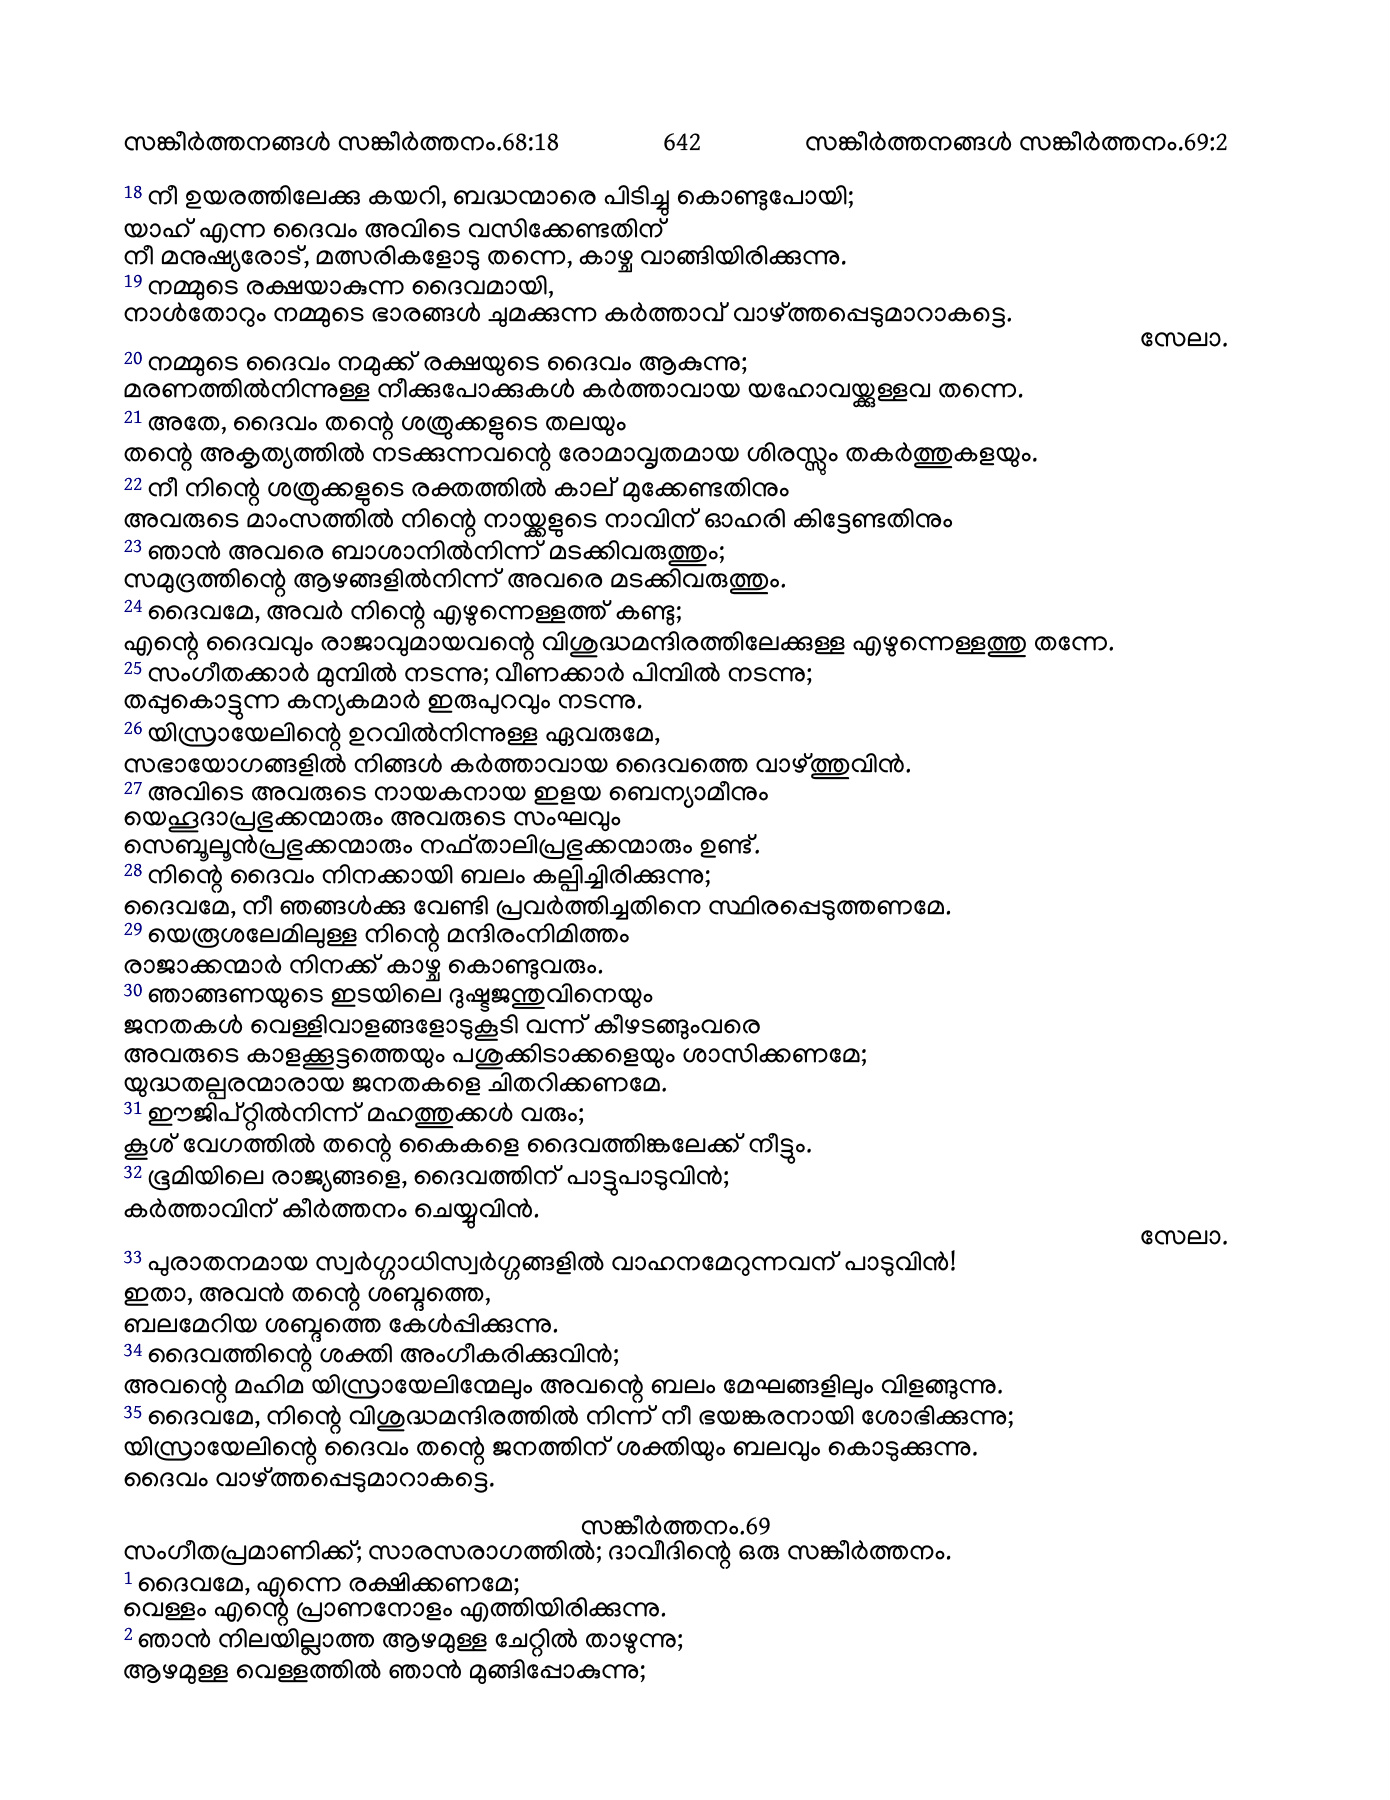 സങ്കീർത്തനങ്ങൾ സങ്കീർത്തനം.68:18 642 സങ്കീർത്തനങ്ങൾ സങ്കീർത്തനം.69:2
18 നീ ഉയരത്തിലേക്കു കയറി, ബദ്ധന്മാരെ പിടിച്ചു കൊണ്ടുപോയി;
യാഹ് എന്ന ദൈവം അവിടെ വസിക്കേണ്ടതിന്
നീ മനുഷ്യരോട്, മത്സരികളോടു തന്നെ, കാഴ്ച വാങ്ങിയിരിക്കുന്നു.
19 നമ്മുടെ രക്ഷയാകുന്ന ദൈവമായി,
നാൾതോറും നമ്മുടെ ഭാരങ്ങൾ ചുമക്കുന്ന കർത്താവ് വാഴ്ത്തപ്പെടുമാറാകട്ടെ.
സേലാ.
20 നമ്മുടെ ദൈവം നമുക്ക് രക്ഷയുടെ ദൈവം ആകുന്നു;
മരണത്തിൽനിന്നുള്ള നീക്കുപോക്കുകൾ കർത്താവായ യഹോവയ്ക്കുള്ളവ തന്നെ.
21 അതേ, ദൈവം തന്റെ ശത്രുക്കളുടെ തലയും
തന്റെ അകൃത്യത്തിൽ നടക്കുന്നവന്റെ രോമാവൃതമായ ശിരസ്സും തകർത്തുകളയും.
22 നീ നിന്റെ ശത്രുക്കളുടെ രക്തത്തിൽ കാല് മുക്കേണ്ടതിനും
അവരുടെ മാംസത്തിൽ നിന്റെ നായ്ക്കളുടെ നാവിന് ഓഹരി കിട്ടേണ്ടതിനും
23 ഞാൻ അവരെ ബാശാനിൽനിന്ന് മടക്കിവരുത്തും;
സമുദ്രത്തിന്റെ ആഴങ്ങളിൽനിന്ന് അവരെ മടക്കിവരുത്തും.
24 ദൈവമേ, അവർ നിന്റെ എഴുന്നെള്ളത്ത് കണ്ടു;
എന്റെ ദൈവവും രാജാവുമായവന്റെ വിശുദ്ധമന്ദിരത്തിലേക്കുള്ള എഴുന്നെള്ളത്തു തന്നേ.
25 സംഗീതക്കാർ മുമ്പിൽ നടന്നു; വീണക്കാർ പിമ്പിൽ നടന്നു;
തപ്പുകൊട്ടുന്ന കന്യകമാർ ഇരുപുറവും നടന്നു.
26 യിസ്രായേലിന്റെ ഉറവിൽനിന്നുള്ള ഏവരുമേ,
സഭായോഗങ്ങളിൽ നിങ്ങൾ കർത്താവായ ദൈവത്തെ വാഴ്ത്തുവിൻ.
27 അവിടെ അവരുടെ നായകനായ ഇളയ ബെന്യാമീനും
യെഹൂദാപ്രഭുക്കന്മാരും അവരുടെ സംഘവും
സെബൂലൂൻപ്രഭുക്കന്മാരും നഫ്താലിപ്രഭുക്കന്മാരും ഉണ്ട്.
28 നിന്റെ ദൈവം നിനക്കായി ബലം കല്പിച്ചിരിക്കുന്നു;
ദൈവമേ, നീ ഞങ്ങൾക്കു വേണ്ടി പ്രവർത്തിച്ചതിനെ സ്ഥിരപ്പെടുത്തണമേ.
29 യെരൂശലേമിലുള്ള നിന്റെ മന്ദിരംനിമിത്തം
രാജാക്കന്മാർ നിനക്ക് കാഴ്ച കൊണ്ടുവരും.
30 ഞാങ്ങണയുടെ ഇടയിലെ ദുഷ്ടജന്തുവിനെയും
ജനതകൾ വെള്ളിവാളങ്ങളോടുകൂടി വന്ന് കീഴടങ്ങുംവരെ
അവരുടെ കാളക്കൂട്ടത്തെയും പശുക്കിടാക്കളെയും ശാസിക്കണമേ;
യുദ്ധതല്പരന്മാരായ ജനതകളെ ചിതറിക്കണമേ.
31 ഈജിപ്റ്റിൽനിന്ന് മഹത്തുക്കൾ വരും;
കൂശ് വേഗത്തിൽ തന്റെ കൈകളെ ദൈവത്തിങ്കലേക്ക് നീട്ടും.
32 ഭൂമിയിലെ രാജ്യങ്ങളെ, ദൈവത്തിന് പാട്ടുപാടുവിൻ;
കർത്താവിന് കീർത്തനം ചെയ്യുവിൻ.
സേലാ.
33 പുരാതനമായ സ്വർഗ്ഗാധിസ്വർഗ്ഗങ്ങളിൽ വാഹനമേറുന്നവന് പാടുവിൻ!
ഇതാ, അവൻ തന്റെ ശബ്ദത്തെ,
ബലമേറിയ ശബ്ദത്തെ കേൾപ്പിക്കുന്നു.
34 ദൈവത്തിന്റെ ശക്തി അംഗീകരിക്കുവിൻ;
അവന്റെ മഹിമ യിസ്രായേലിന്മേലും അവന്റെ ബലം മേഘങ്ങളിലും വിളങ്ങുന്നു.
35 ദൈവമേ, നിന്റെ വിശുദ്ധമന്ദിരത്തിൽ നിന്ന് നീ ഭയങ്കരനായി ശോഭിക്കുന്നു;
യിസ്രായേലിന്റെ ദൈവം തന്റെ ജനത്തിന് ശക്തിയും ബലവും കൊടുക്കുന്നു.
ദൈവം വാഴ്ത്തപ്പെടുമാറാകട്ടെ.
സങ്കീർത്തനം.69
സംഗീതപ്രമാണിക്ക്; സാരസരാഗത്തിൽ; ദാവീദിന്റെ ഒരു സങ്കീർത്തനം.
1 ദൈവമേ, എന്നെ രക്ഷിക്കണമേ;
വെള്ളം എന്റെ പ്രാണനോളം എത്തിയിരിക്കുന്നു.
2 ഞാൻ നിലയില്ലാത്ത ആഴമുള്ള ചേറ്റിൽ താഴുന്നു;
ആഴമുള്ള വെള്ളത്തിൽ ഞാൻ മുങ്ങിപ്പോകുന്നു;